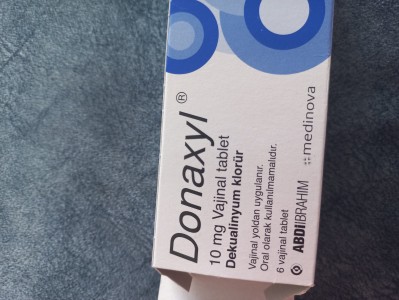 Donaxyl®
10 mg Vajinal tablet
Dekualinyum klorür
Vajinal yoldan uygulanır.
Oral olarak kullanılmamalıdır.
6 vajinal tablet
ABDİİBRAHİM
medinova